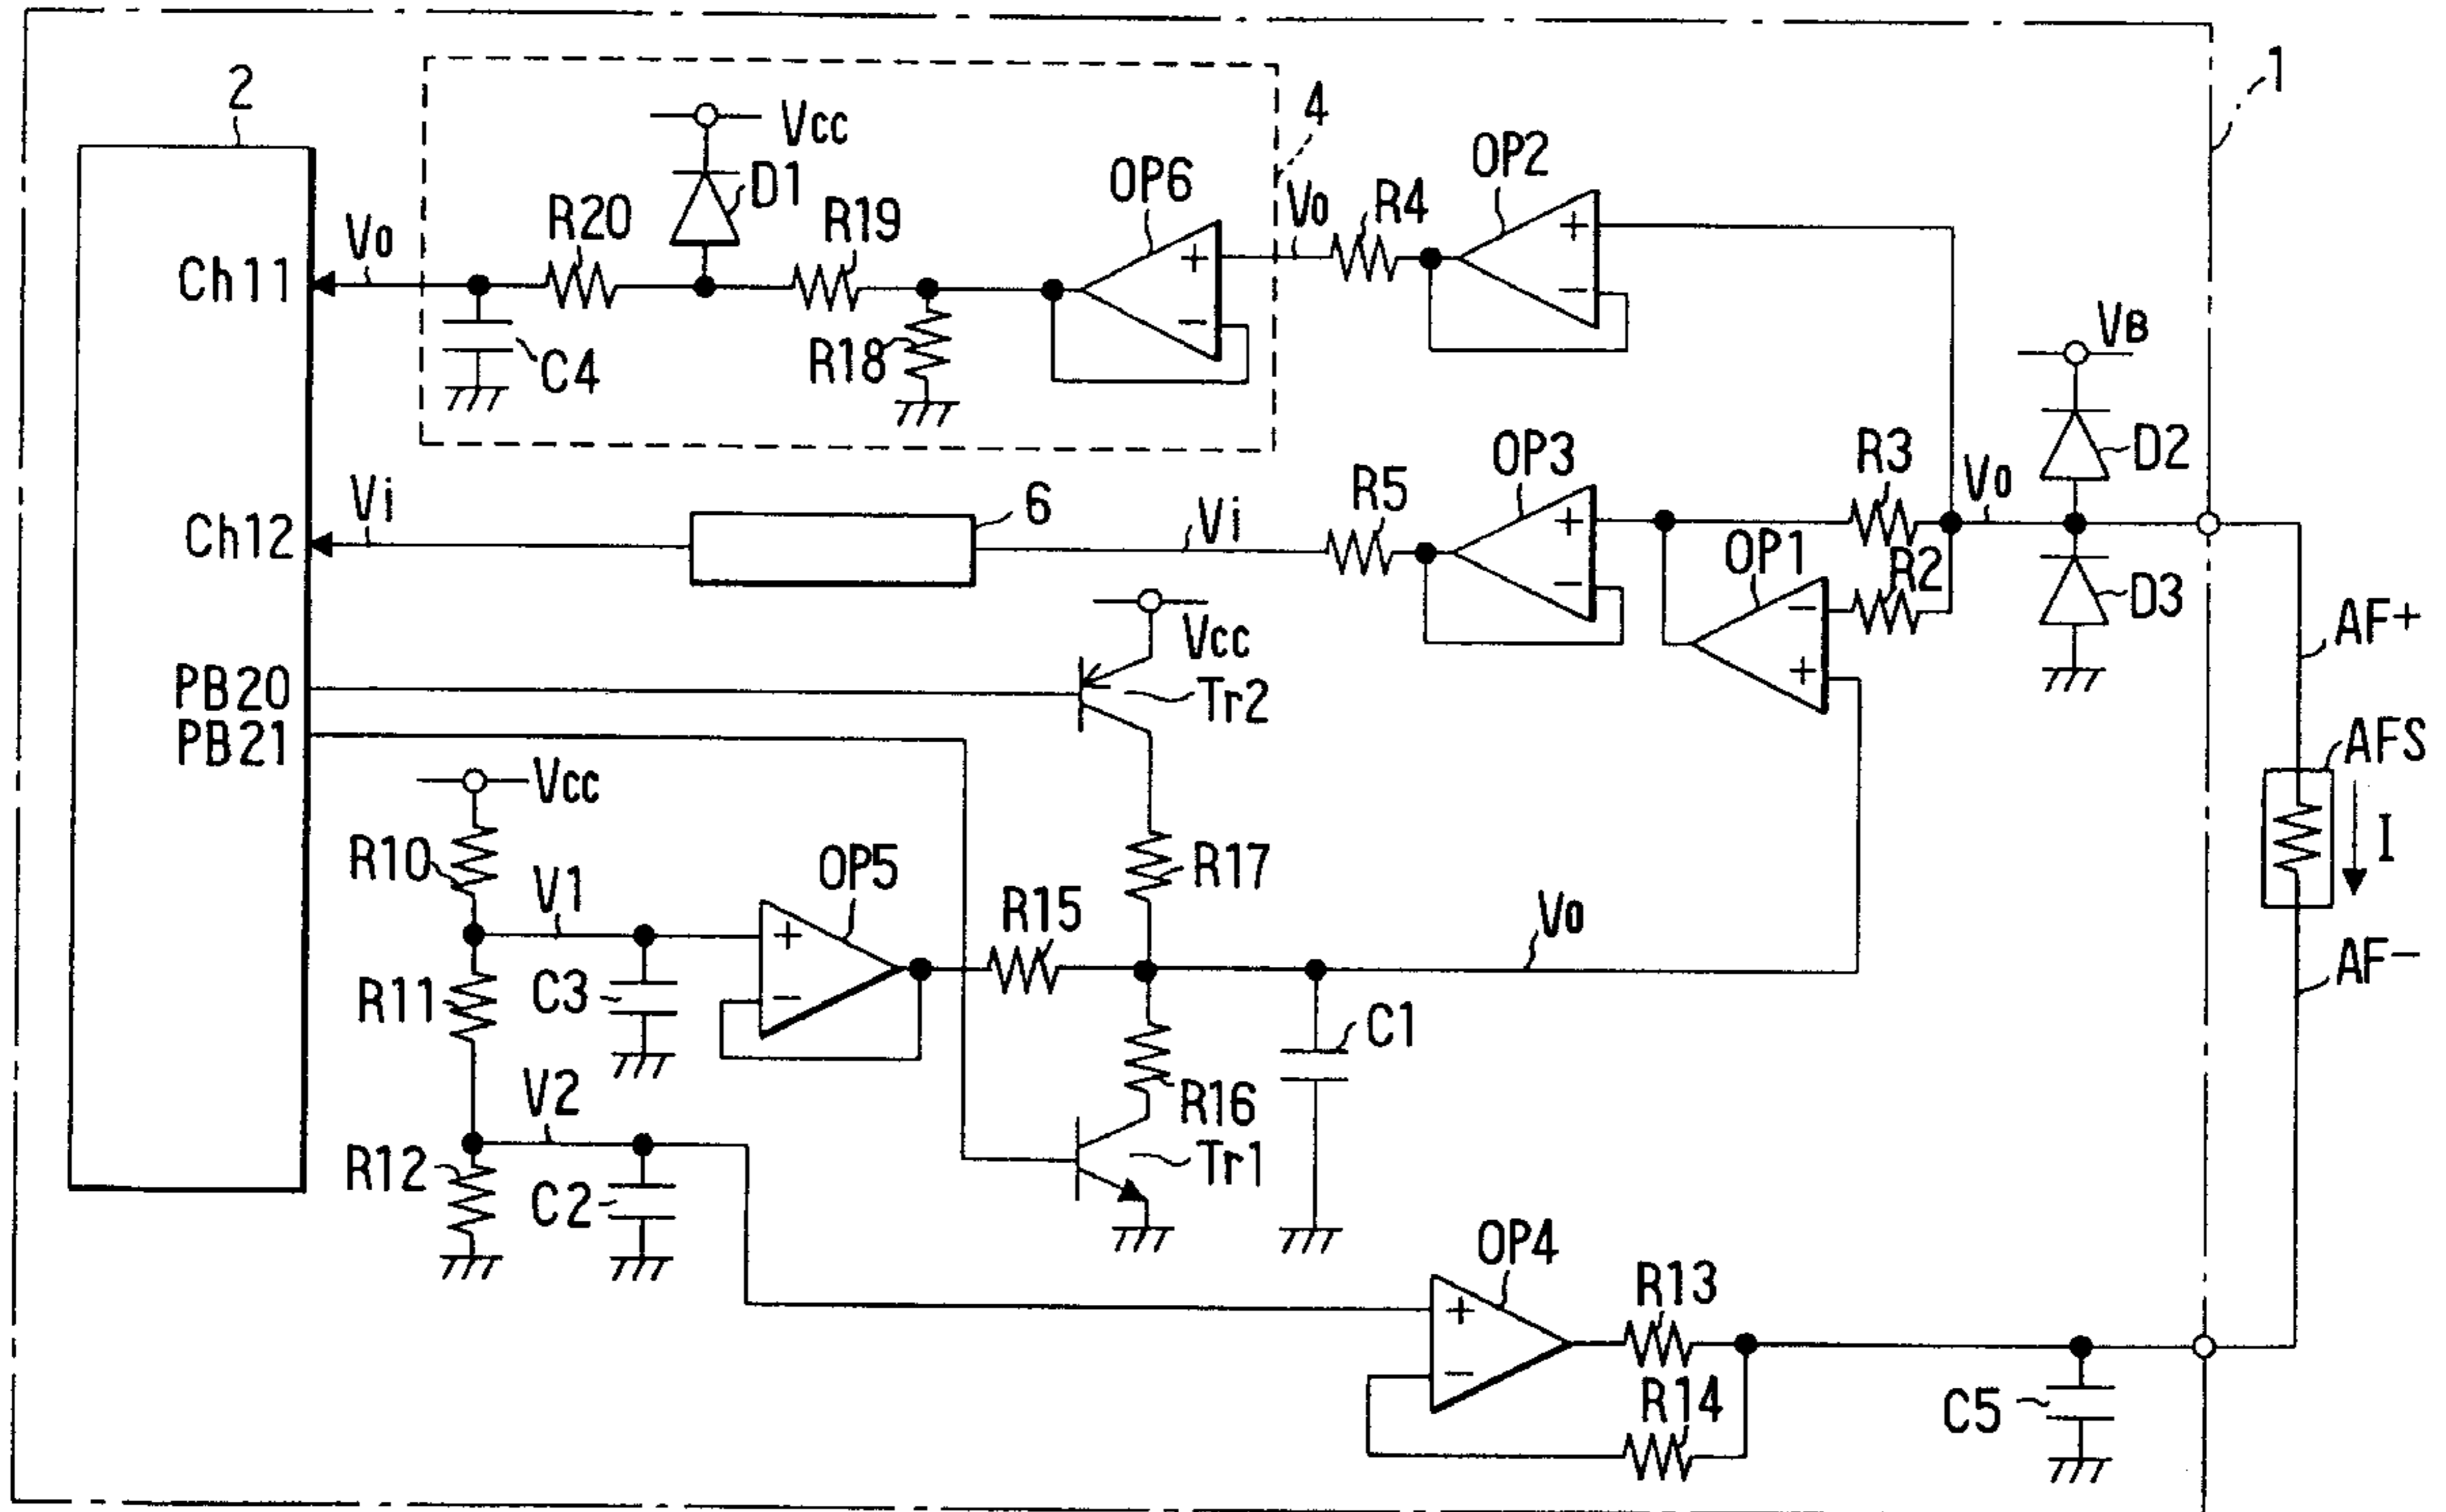 1
2
4
Vcc
OP2
OP6
D1
R4
Vo
R20
R19
Vo
+
+
Ch11
−
−
R18
C4
VB
D2
OP3
R3
Vo
R5
6
Vi
Vi
+
Ch12
OP1
R2
−
−
D3
AF+
Vcc
+
PB20
Tr2
PB21
AFS
Vcc
R10
OP5
R17
I
V1
R15
Vo
+
AF−
R11
C3
−
C1
V2
R16
Tr1
R12
C2
OP4
R13
+
−
R14
C5